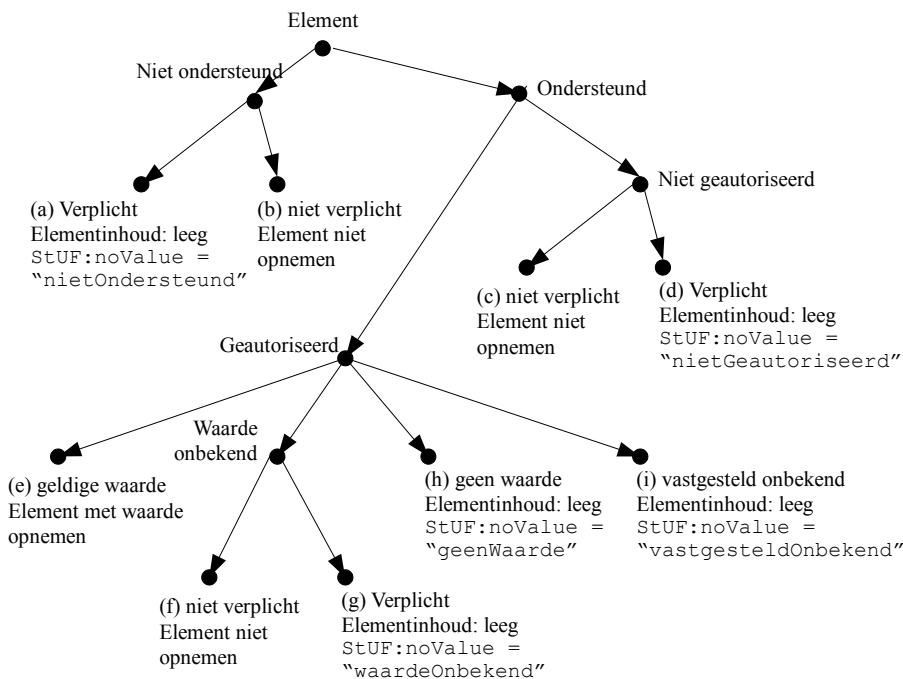 Element
Niet ondersteund
Ondersteund
Niet geautoriseerd
(a) Verplicht
Elementinhoud: leeg
StUF:noValue =
“nietOndersteund”
(b) niet verplicht
Element niet
opnemen
(c) niet verplicht
Element niet
opnemen
(d) Verplicht
Elementinhoud: leeg
StUF:noValue =
“nietGeautoriseerd”
Geautoriseerd
Waarde
onbekend
(e) geldige waarde
Element met waarde
opnemen
(h) geen waarde
Elementinhoud: leeg
StUF:noValue =
“geenWaarde”
(i) vastgesteld onbekend
Elementinhoud: leeg
StUF:noValue =
“vastgesteldOnbekend”
(f) niet verplicht
Element niet
opnemen
(g) Verplicht
Elementinhoud: leeg
StUF:noValue =
“waardeOnbekend”